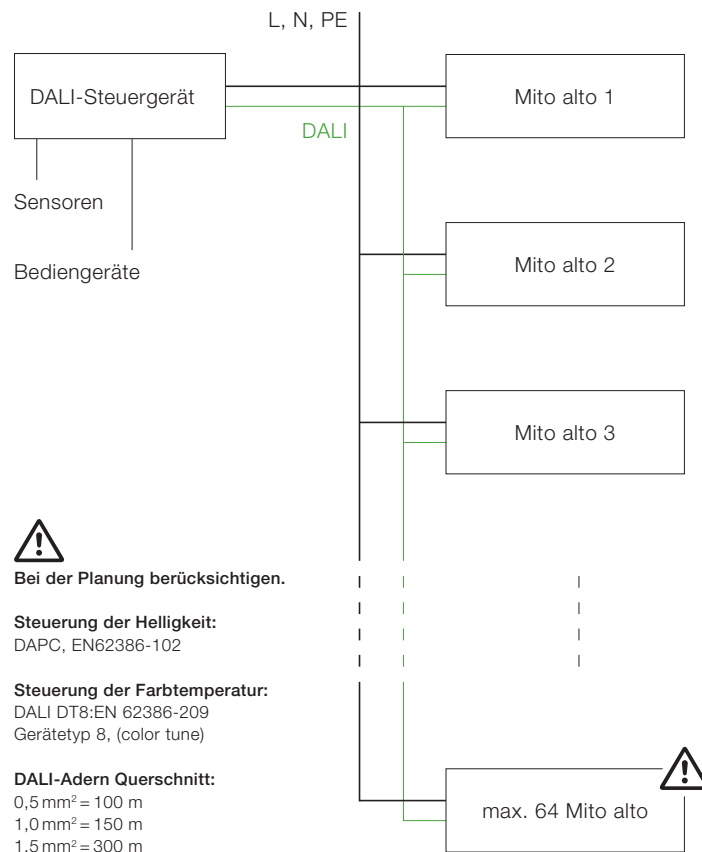 L, N, PE
DALI-Steuergerät
Mito alto 1
DALI
Sensoren
Mito alto 2
Bediengeräte
Mito alto 3
Bei der Planung berücksichtigen.
Steuerung der Helligkeit:
DAPC, EN62386-102
Steuerung der Farbtemperatur:
DALI DT8:EN 62386-209
Gerätetyp 8, (color tune)
DALI-Adern Querschnitt:
0,5 mm² = 100 m
1,0 mm² = 150 m
1,5 mm² = 300 m
max. 64 Mito alto